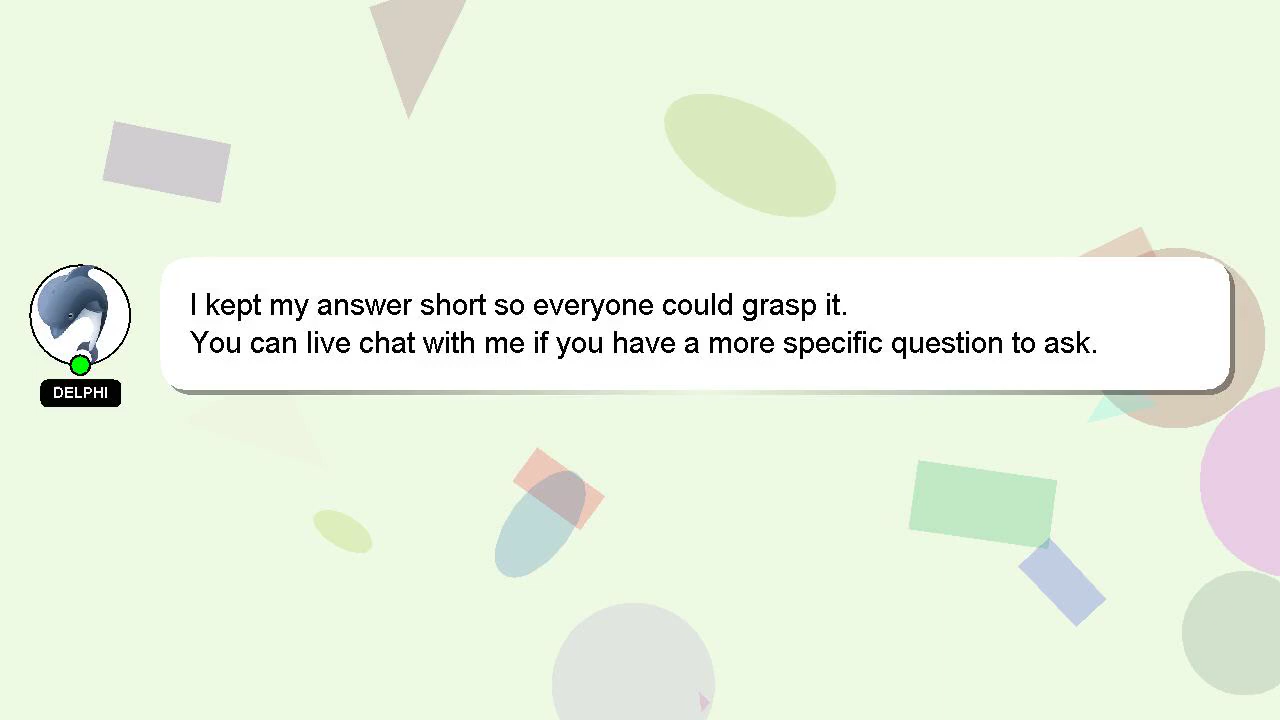 I kept my answer short so everyone could grasp it.
You can live chat with me if you have a more specific question to ask.
DELPHI